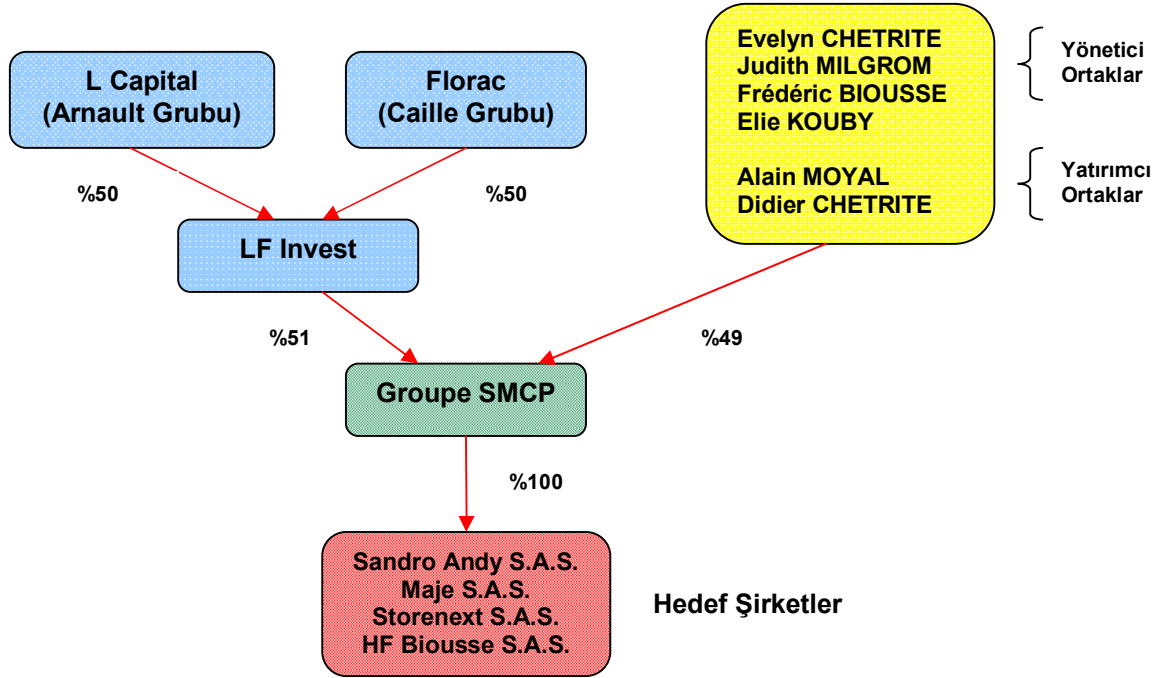 L Capital
(Arnault Grubu)
Florac
(Caille Grubu)
Evelyn CHETRITE
Judith MILGROM
Frédéric BIOUSSE
Elie KOUBY
Alain MOYAL
Didier CHETRITE
Yönetici
Ortaklar
Yatırımcı
Ortaklar
%50
%50
LF Invest
%51
%49
Groupe SMCP
%100
Sandro Andy S.A.S.
Maje S.A.S.
Storenext S.A.S.
HF Biousse S.A.S.
Hedef Şirketler